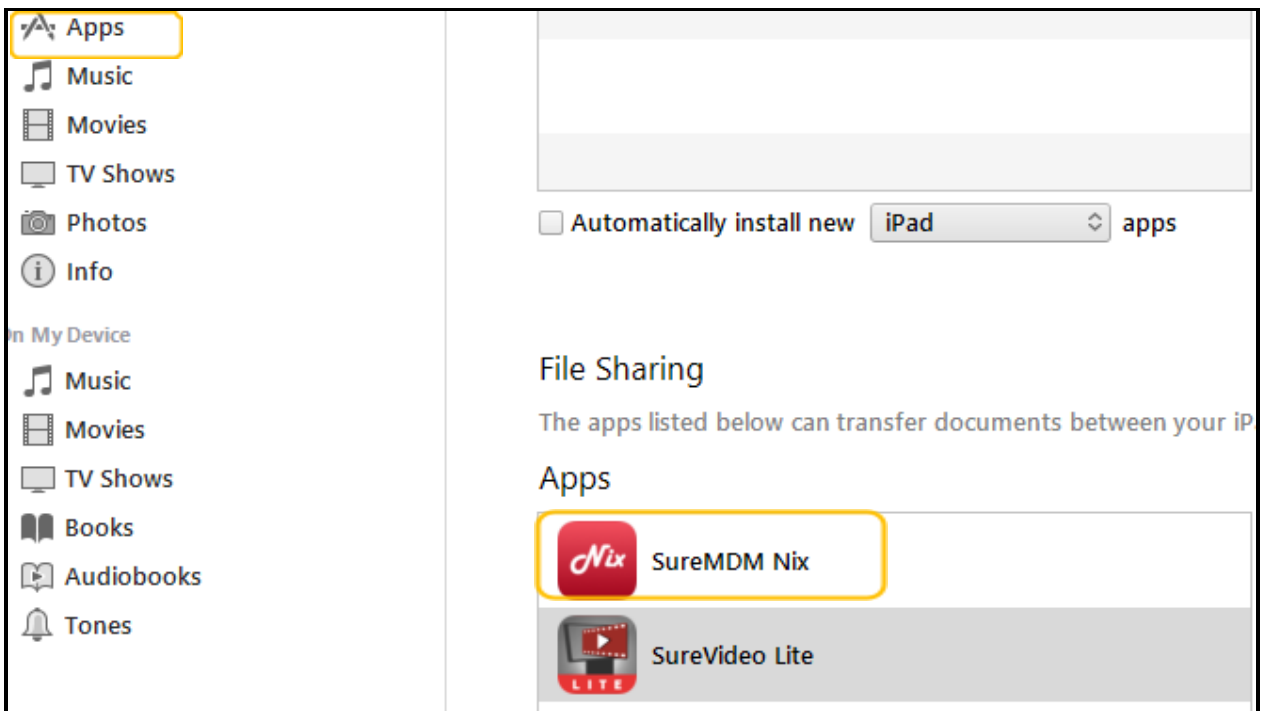 Apps
Music
Movies
TV Shows
Photos
Info
On My Device
Music
Movies
TV Shows
Books
Audiobooks
Tones
Automatically install new iPad apps
File Sharing
The apps listed below can transfer documents between your
Apps
Nix SureMDM Nix
LITE SureVideo Lite